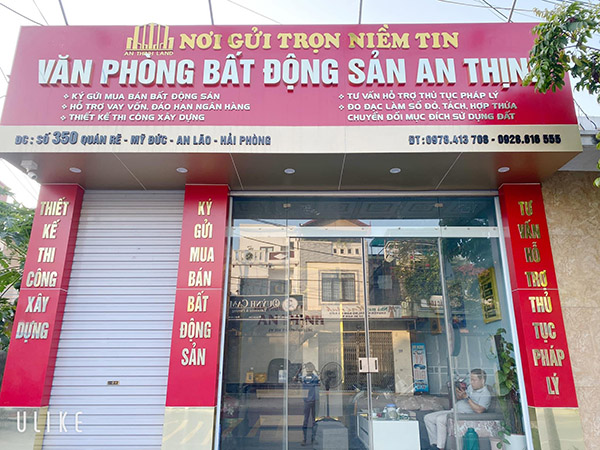 AN THỊNH LAND
NƠI GỬI TRỌN NIỀM TIN
VĂN PHÒNG BẤT ĐỘNG SẢN AN THỊN
KÝ GỬI MUA BÁN BẤT ĐỘNG SẢN
HỖ TRỢ VAY VỐN, ĐÁO HẠN NGÂN HÀNG
THIẾT KẾ THI CÔNG XÂY DỰNG
TƯ VẤN HỖ TRỢ THỦ TỤC PHÁP LÝ
ĐO ĐẠC LÀM SỔ ĐỎ, TÁCH, HỢP THỬA
CHUYỂN ĐỔI MỤC ĐÍCH SỬ DỤNG ĐẤT
ĐC: SỐ 350 QUÁN RẼ - MỸ ĐỨC - AN LÃO - HẢI PHÒNG
ĐT: 0976.413 706 - 0926.616 555
THIẾT
KẾ
THI
CÔNG
XÂY
DỰNG
KÝ
GỬI
MUA
BÁN
BẤT
ĐỘNG
SẢN
TƯ
VẤN
HỖ
TRỢ
THỦ
TỤC
PHÁP
LÝ
AN THỊNH
ULIKE